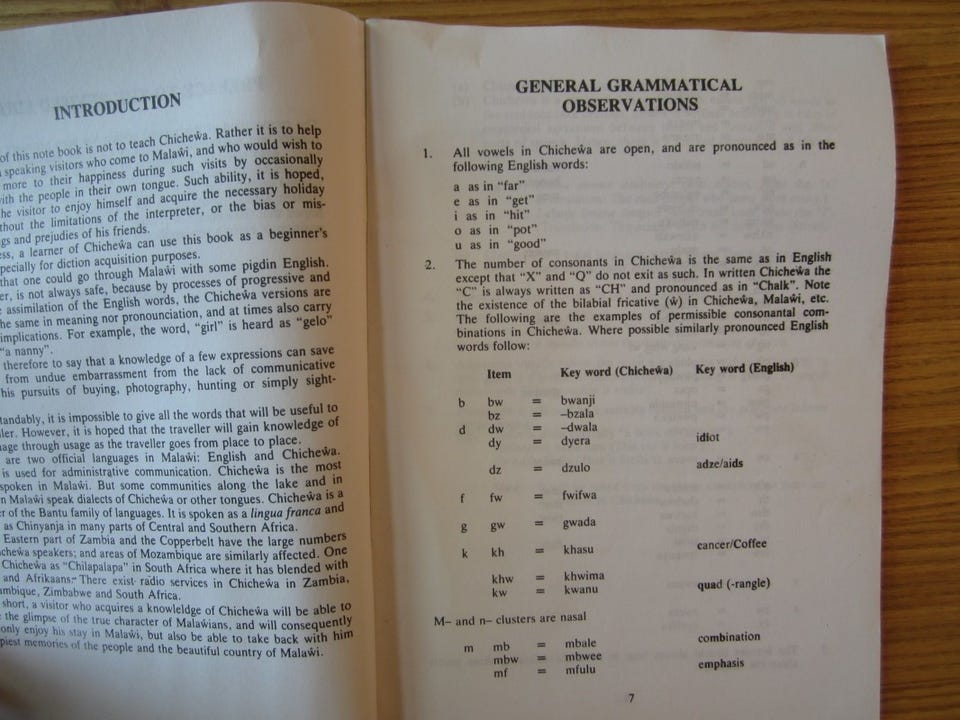 INTRODUCTION
of this note book is not to teach Chicheŵa. Rather it is to help
speaking visitors who come to Malaŵi, and who would wish to
more to their happiness during such visits by occasionally
with the people in their own tongue. Such ability, it is hoped,
he visitor to enjoy himself and acquire the necessary holiday
thout the limitations of the interpreter, or the bias or mis-
gs and prejudies of his friends.
ess, a learner of Chicheŵa can use this book as a beginner's
pecially for diction acquisition purposes.
that one could go through Malaŵi with some pigdin English.
er, is not always safe, because by processes of progressive and
assimilation of the English words, the Chicheŵa versions are
he same in meaning nor pronunciation, and at times also carry
implications. For example, the word, "girl" is heard as "gelo"
"a nanny".
therefore to say that a knowledge of a few expressions can save
from undue embarrassment from the lack of communicative
his pursuits of buying, photography, hunting or simply sight-
tandably, it is impossible to give all the words that will be useful to
ller. However, it is hoped that the traveller will gain knowledge of
uage through usage as the traveller goes from place to place.
are two official languages in Malaŵi: English and Chicheŵa.
is used for administrative communication. Chicheŵa is the most
spoken in Malaŵi. But some communities along the lake and in
n Malaŵi speak dialects of Chicheŵa or other tongues. Chicheŵa is a
er of the Bantu family of languages. It is spoken as a lingua franca and
as Chinyanja in many parts of Central and Southern Africa.
Eastern part of Zambia and the Copperbelt have the large numbers
cheŵa speakers; and areas of Mozambique are similarly affected. One
Chicheŵa as "Chilapalapa" in South Africa where it has blended with
and Afrikaans. There exist radio services in Chicheŵa in Zambia,
ambique, Zimbabwe and South Africa.
short, a visitor who acquires a knowledge of Chicheŵa will be able to
the glimpse of the true character of Malaŵians, and will consequently
only enjoy his stay in Malaŵi, but also be able to take back with him
piest memories of the people and the beautiful country of Malaŵi.
GENERAL GRAMMATICAL
OBSERVATIONS
1. All vowels in Chicheŵa are open, and are pronounced as in the
following English words:
a as in "far"
e as in "get"
i as in "hit"
o as in "pot"
u as in "good"
2. The number of consonants in Chicheŵa is the same as in English
except that "X" and "Q" do not exist as such. In written Chicheŵa the
"C" is always written as "CH" and pronounced as in "Chalk". Note
the existence of the bilabial fricative (ŵ) in Chicheŵa, Malaŵi, etc.
The following are the examples of permissible consonantal com-
binations in Chicheŵa. Where possible similarly pronounced English
words follow:
Item Key word (Chicheŵa) Key word (English)
b bw = bwanji
bz = –bzala
d dw = –dwala
dy = dyera idiot
dz = dzulo adze/aids
f fw = fwifwa
g gw = gwada
k kh = khasu cancer/Coffee
khw = khwima
kw = kwanu quad (-rangle)
M– and n– clusters are nasal
m mb = mbale combination
mbw = mbwee
mf = mfulu emphasis
7